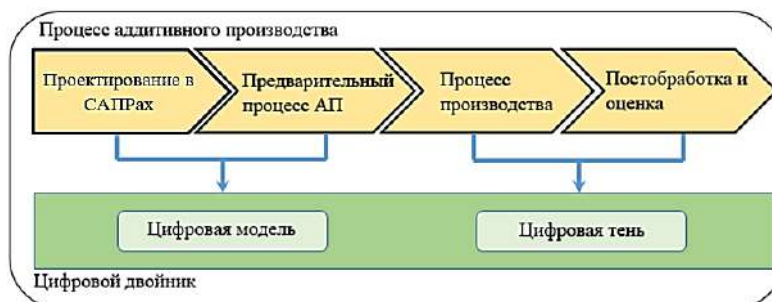 Процесс аддитивного производства
Проектирование в
САПРах
Предварительный
процесс АП
Процесс
производства
Постобработка и
оценка
Цифровая модель
Цифровая тень
Цифровой двойник